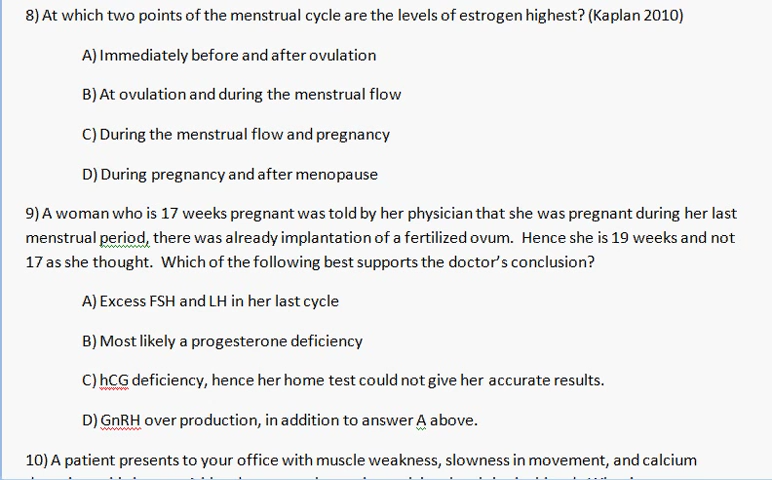 8) At which two points of the menstrual cycle are the levels of estrogen highest? (Kaplan 2010)
A) Immediately before and after ovulation
B) At ovulation and during the menstrual flow
C) During the menstrual flow and pregnancy
D) During pregnancy and after menopause
9) A woman who is 17 weeks pregnant was told by her physician that she was pregnant during her last
menstrual period, there was already implantation of a fertilized ovum.  Hence she is 19 weeks and not
17 as she thought.  Which of the following best supports the doctor's conclusion?
A) Excess FSH and LH in her last cycle
B) Most likely a progesterone deficiency
C) hCG deficiency, hence her home test could not give her accurate results.
D) GnRH over production, in addition to answer A above.
10) A patient presents to your office with muscle weakness, slowness in movement, and calcium